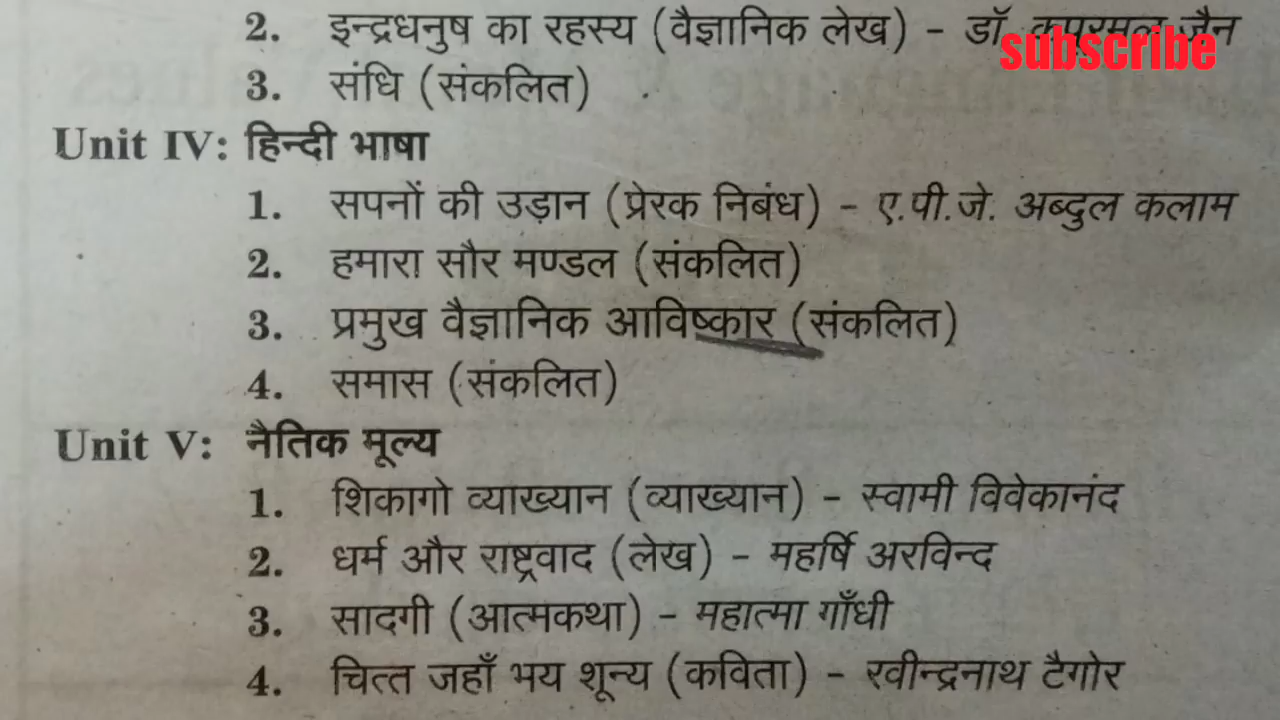 2. इन्द्रधनुष का रहस्य (वैज्ञानिक लेख) - डॉ. कपूरमल जैन
subscribe
3. संधि (संकलित)
Unit IV: हिन्दी भाषा
1. सपनों की उड़ान (प्रेरक निबंध) - ए.पी.जे. अब्दुल कलाम
2. हमारा सौर मण्डल (संकलित)
3. प्रमुख वैज्ञानिक आविष्कार (संकलित)
4. समास (संकलित)
Unit V: नैतिक मूल्य
1. शिकागो व्याख्यान (व्याख्यान) - स्वामी विवेकानंद
2. धर्म और राष्ट्रवाद (लेख) - महर्षि अरविन्द
3. सादगी (आत्मकथा) - महात्मा गाँधी
4. चित्त जहाँ भय शून्य (कविता) - रवीन्द्रनाथ टैगोर